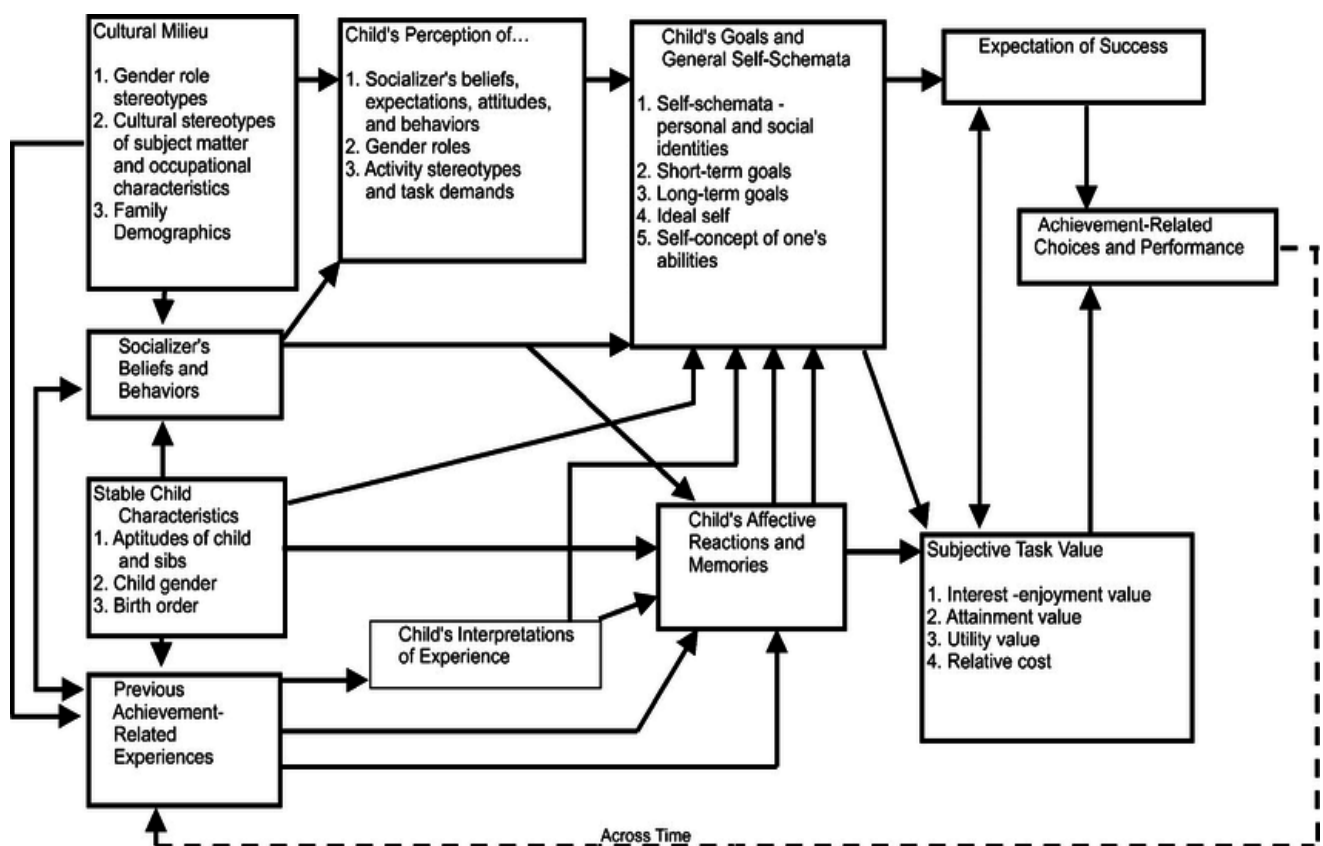 Cultural Milieu
1. Gender role
stereotypes
2. Cultural stereotypes
of subject matter
and occupational
characteristics
3. Family
Demographics
Child's Perception of...
1. Socializer's beliefs,
expectations, attitudes,
and behaviors
2. Gender roles
3. Activity stereotypes
and task demands
Child's Goals and
General Self-Schemata
1. Self-schemata -
personal and social
identities
2. Short-term goals
3. Long-term goals
4. Ideal self
5. Self-concept of one's
abilities
Expectation of Success
Achievement-Related
Choices and Performance
Socializer's
Beliefs and
Behaviors
Stable Child
Characteristics
1. Aptitudes of child
and sibs
2. Child gender
3. Birth order
Child's Affective
Reactions and
Memories
Subjective Task Value
1. Interest -enjoyment value
2. Attainment value
3. Utility value
4. Relative cost
Child's Interpretations
of Experience
Previous
Achievement-
Related
Experiences
Across Time